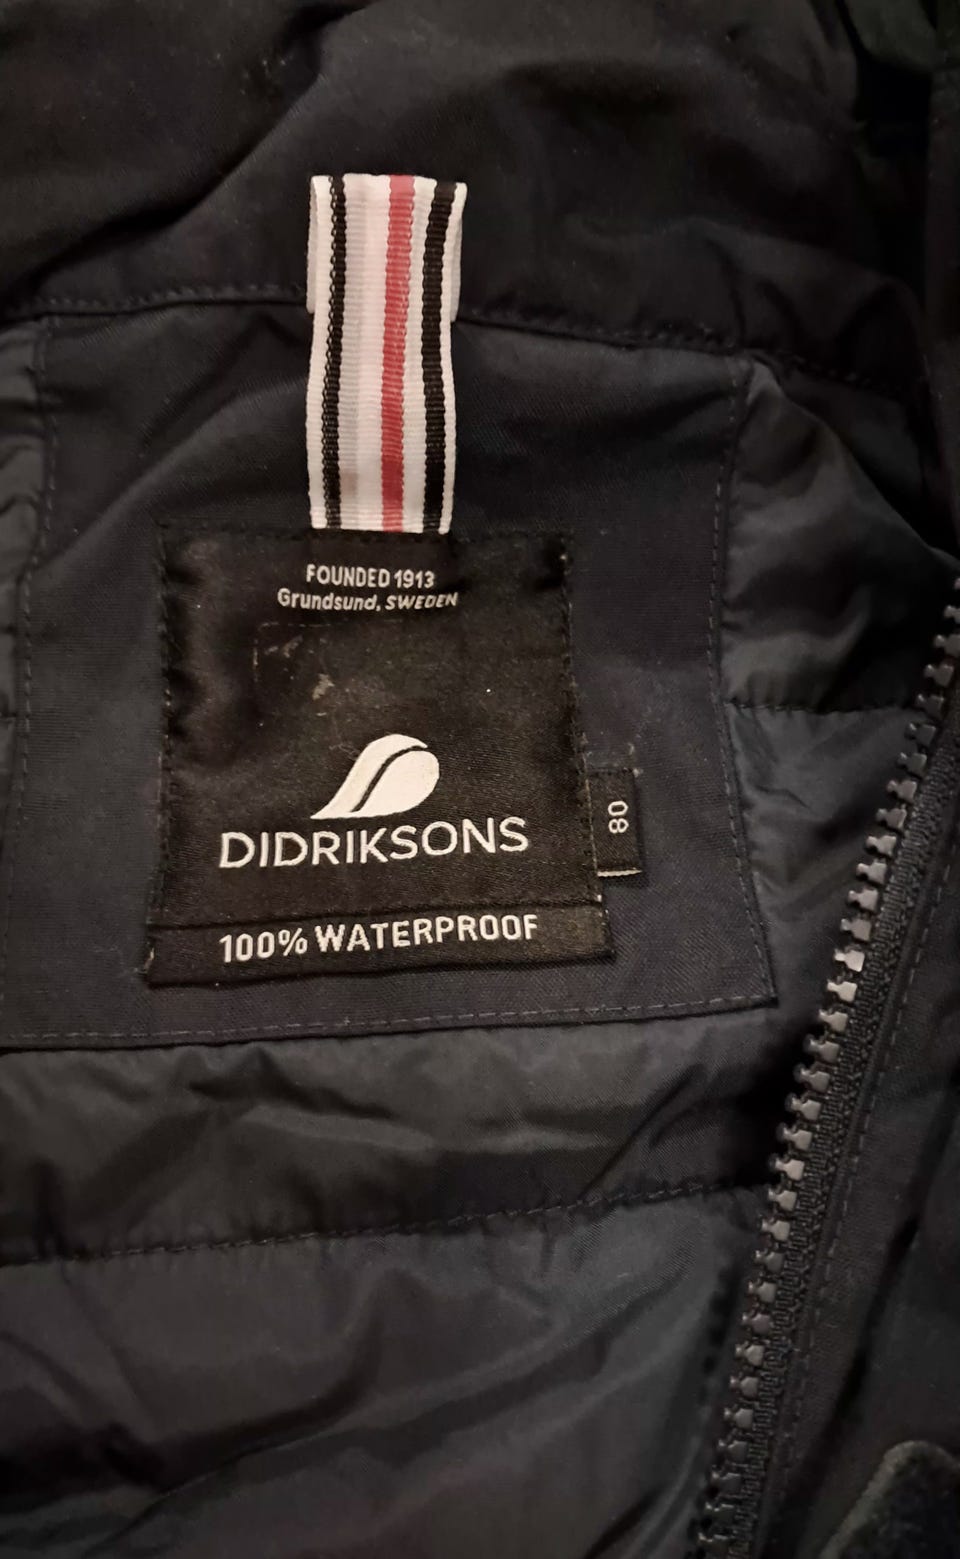 FOUNDED 1913
Grundsund, SWEDEN
DIDRIKSONS
80
100% WATERPROOF